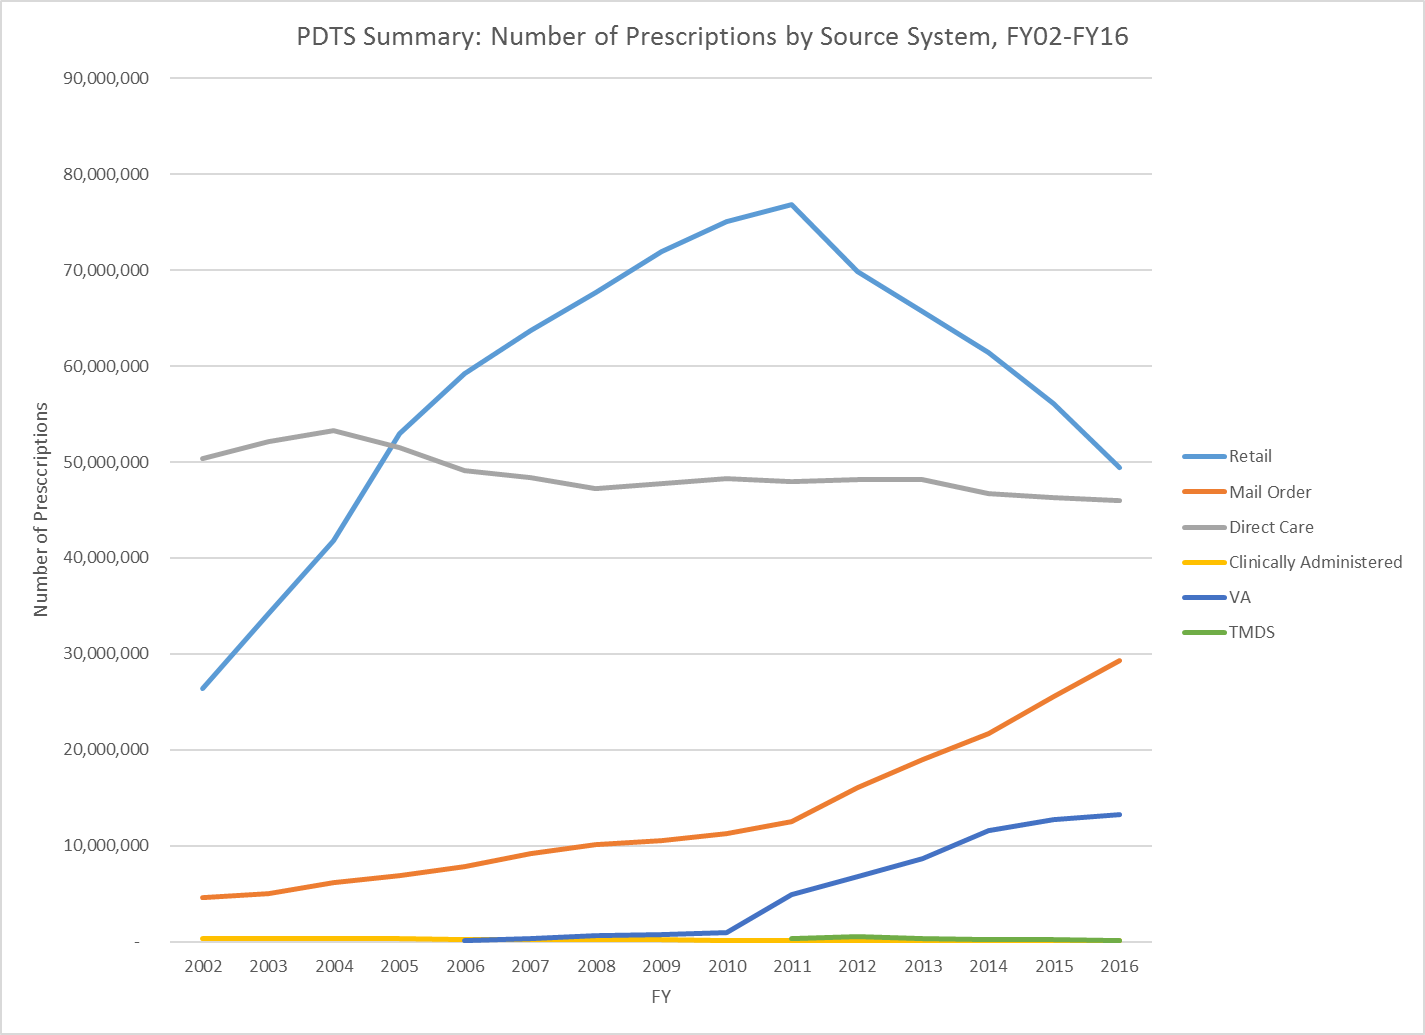 PDTS Summary: Number of Prescriptions by Source System, FY02-FY16
90,000,000
80,000,000
70,000,000
60,000,000
50,000,000
40,000,000
30,000,000
20,000,000
10,000,000
-
Number of Presccriptions
2002 2003 2004 2005 2006 2007 2008 2009 2010 2011 2012 2013 2014 2015 2016
FY
Retail
Mail Order
Direct Care
Clinically Administered
VA
TMDS